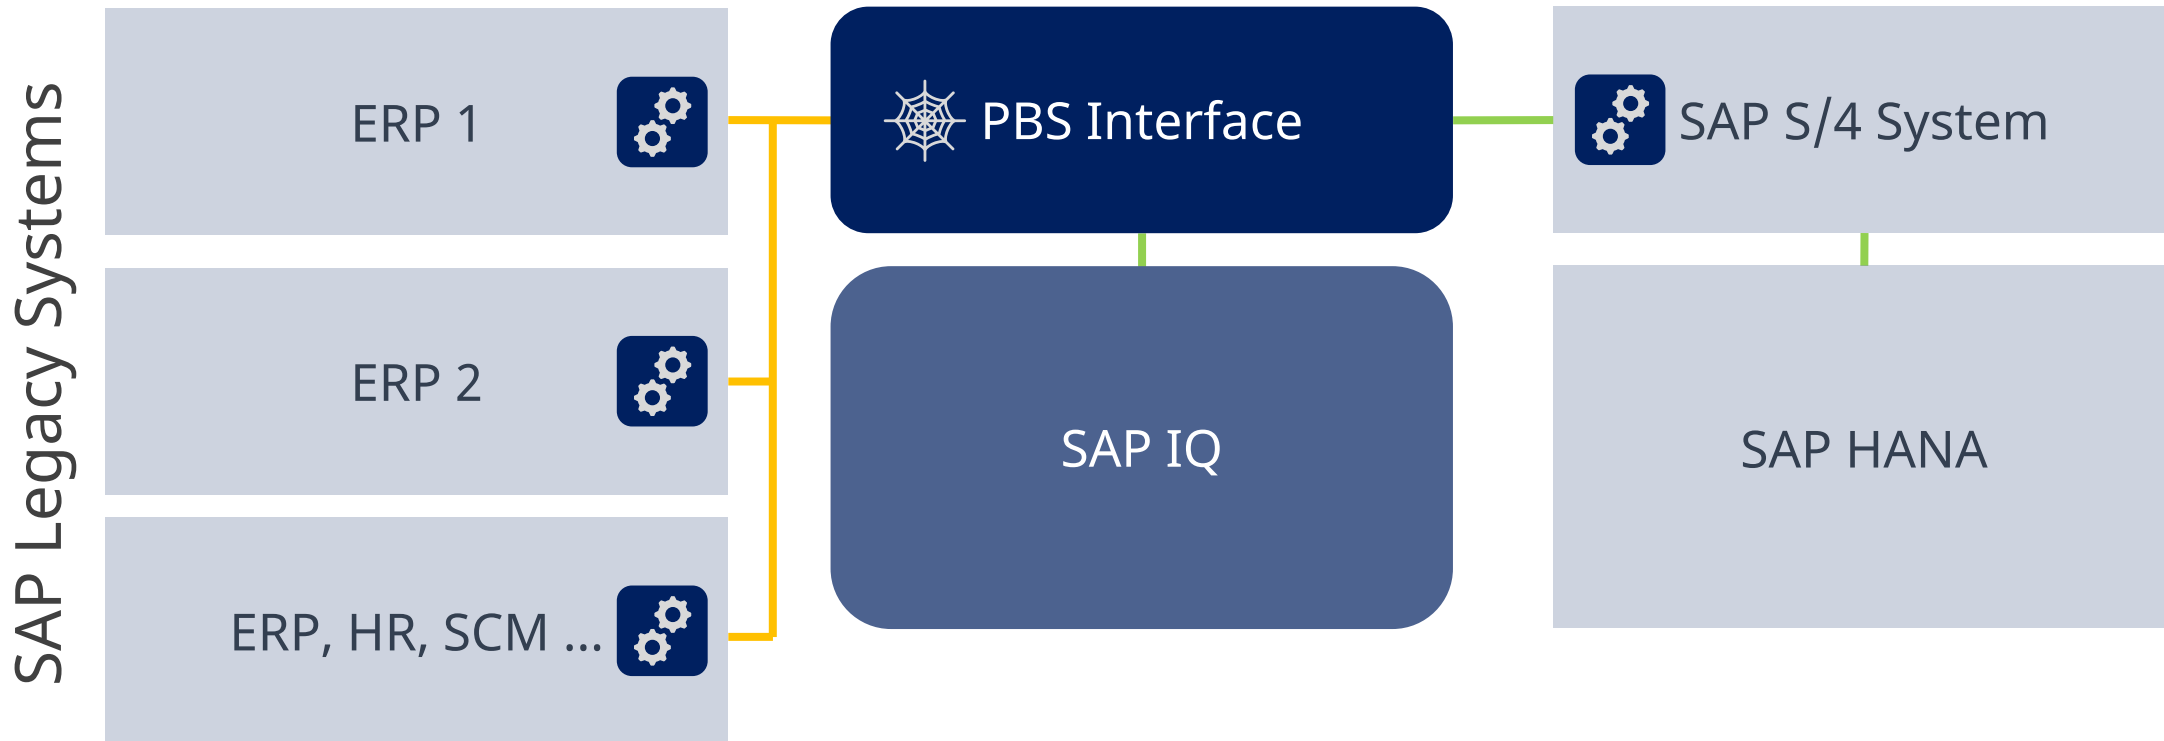 SAP Legacy Systems
ERP 1
PBS Interface
SAP S/4 System
ERP 2
SAP IQ
SAP HANA
ERP, HR, SCM ...